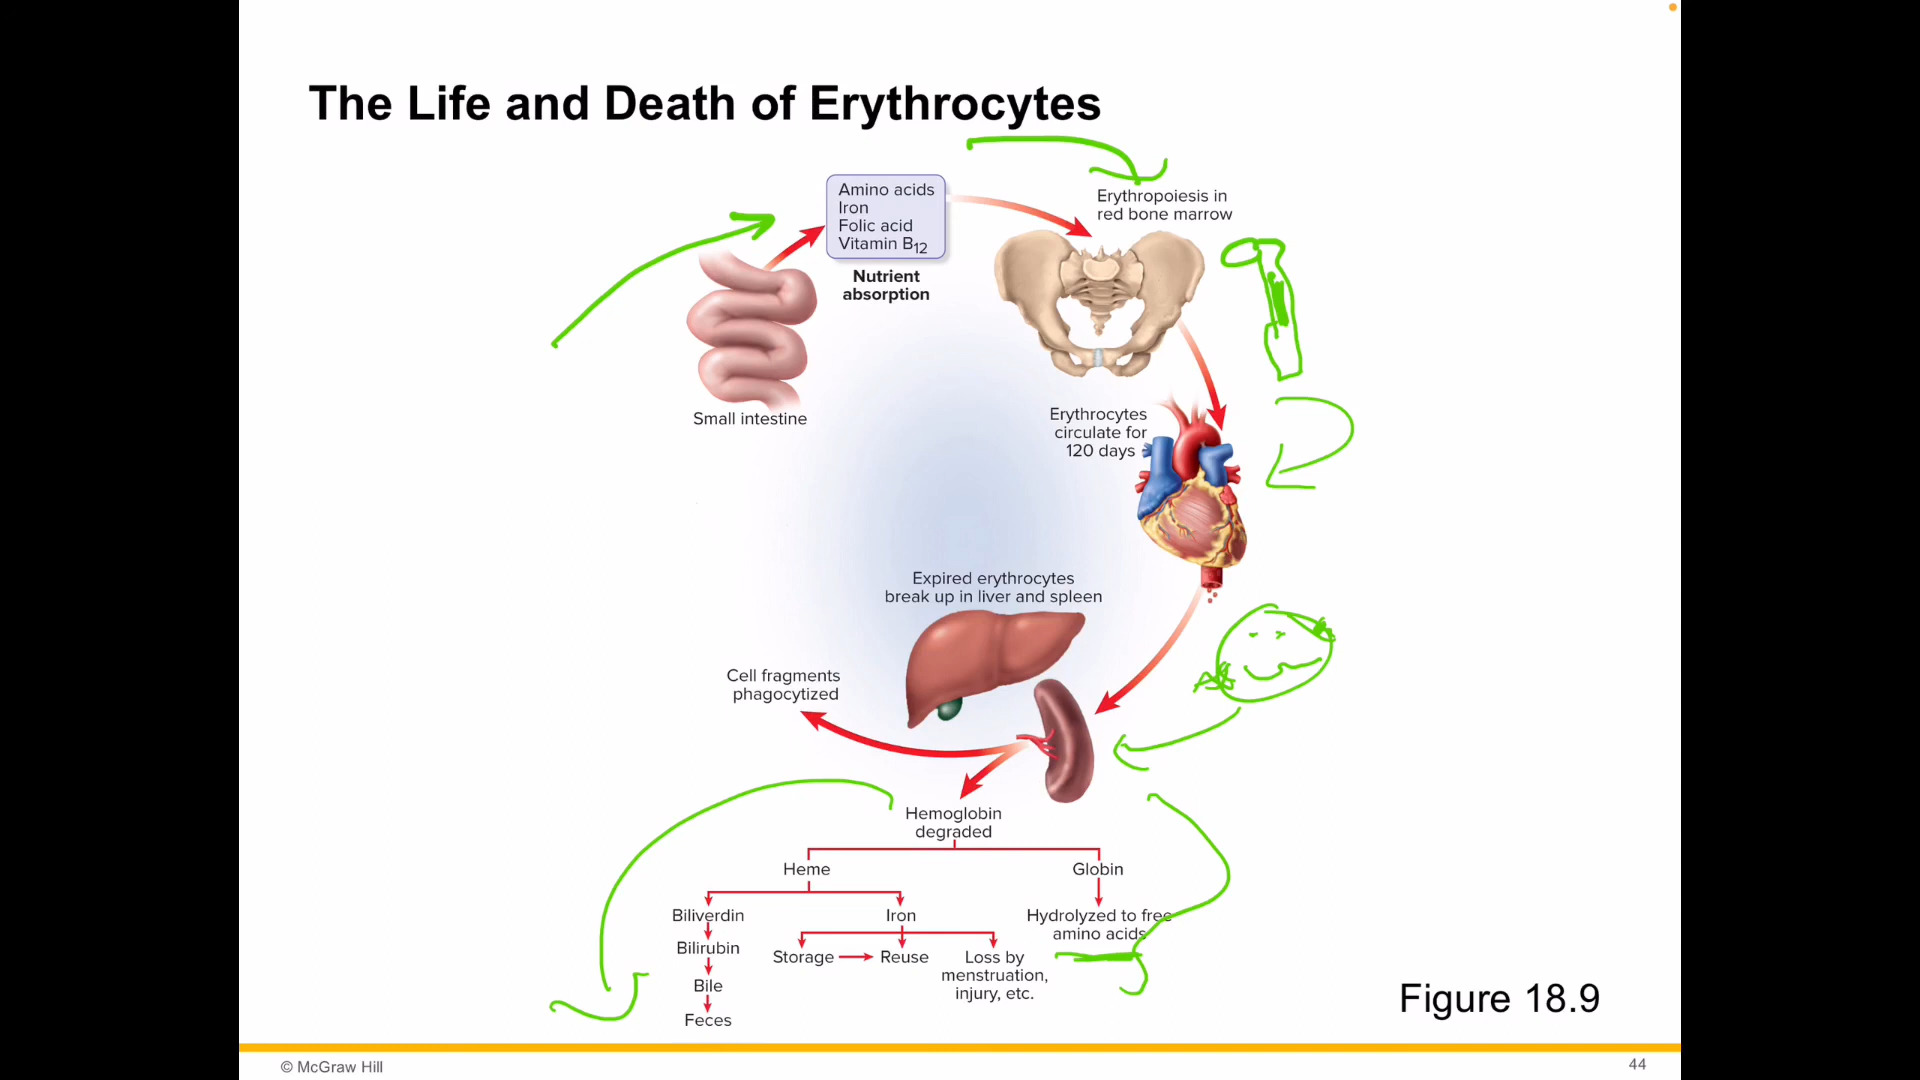 The Life and Death of Erythrocytes
Amino acids
Iron
Folic acid
Vitamin B12
Nutrient
absorption
Erythropoiesis in
red bone marrow
Small intestine
Erythrocytes
circulate for
120 days
Expired erythrocytes
break up in liver and spleen
Cell fragments
phagocytized
Hemoglobin
degraded
Heme
Globin
Biliverdin
Iron
Hydrolyzed to free
amino acids
Bilirubin
Storage
Reuse
Loss by
menstruation,
injury, etc.
Bile
Feces
Figure 18.9
© McGraw Hill
44